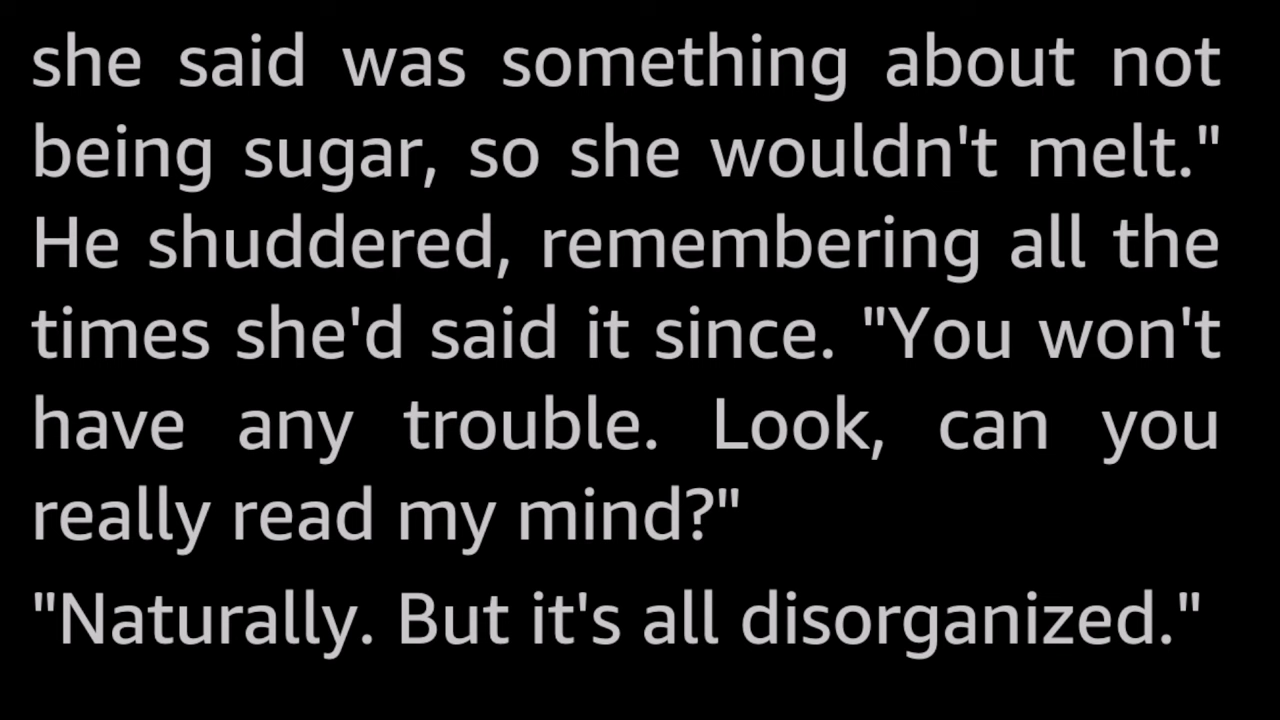 she said was something about not
being sugar, so she wouldn't melt."
He shuddered, remembering all the
times she'd said it since. "You won't
have any trouble. Look, can you
really read my mind?"
"Naturally. But it's all disorganized."